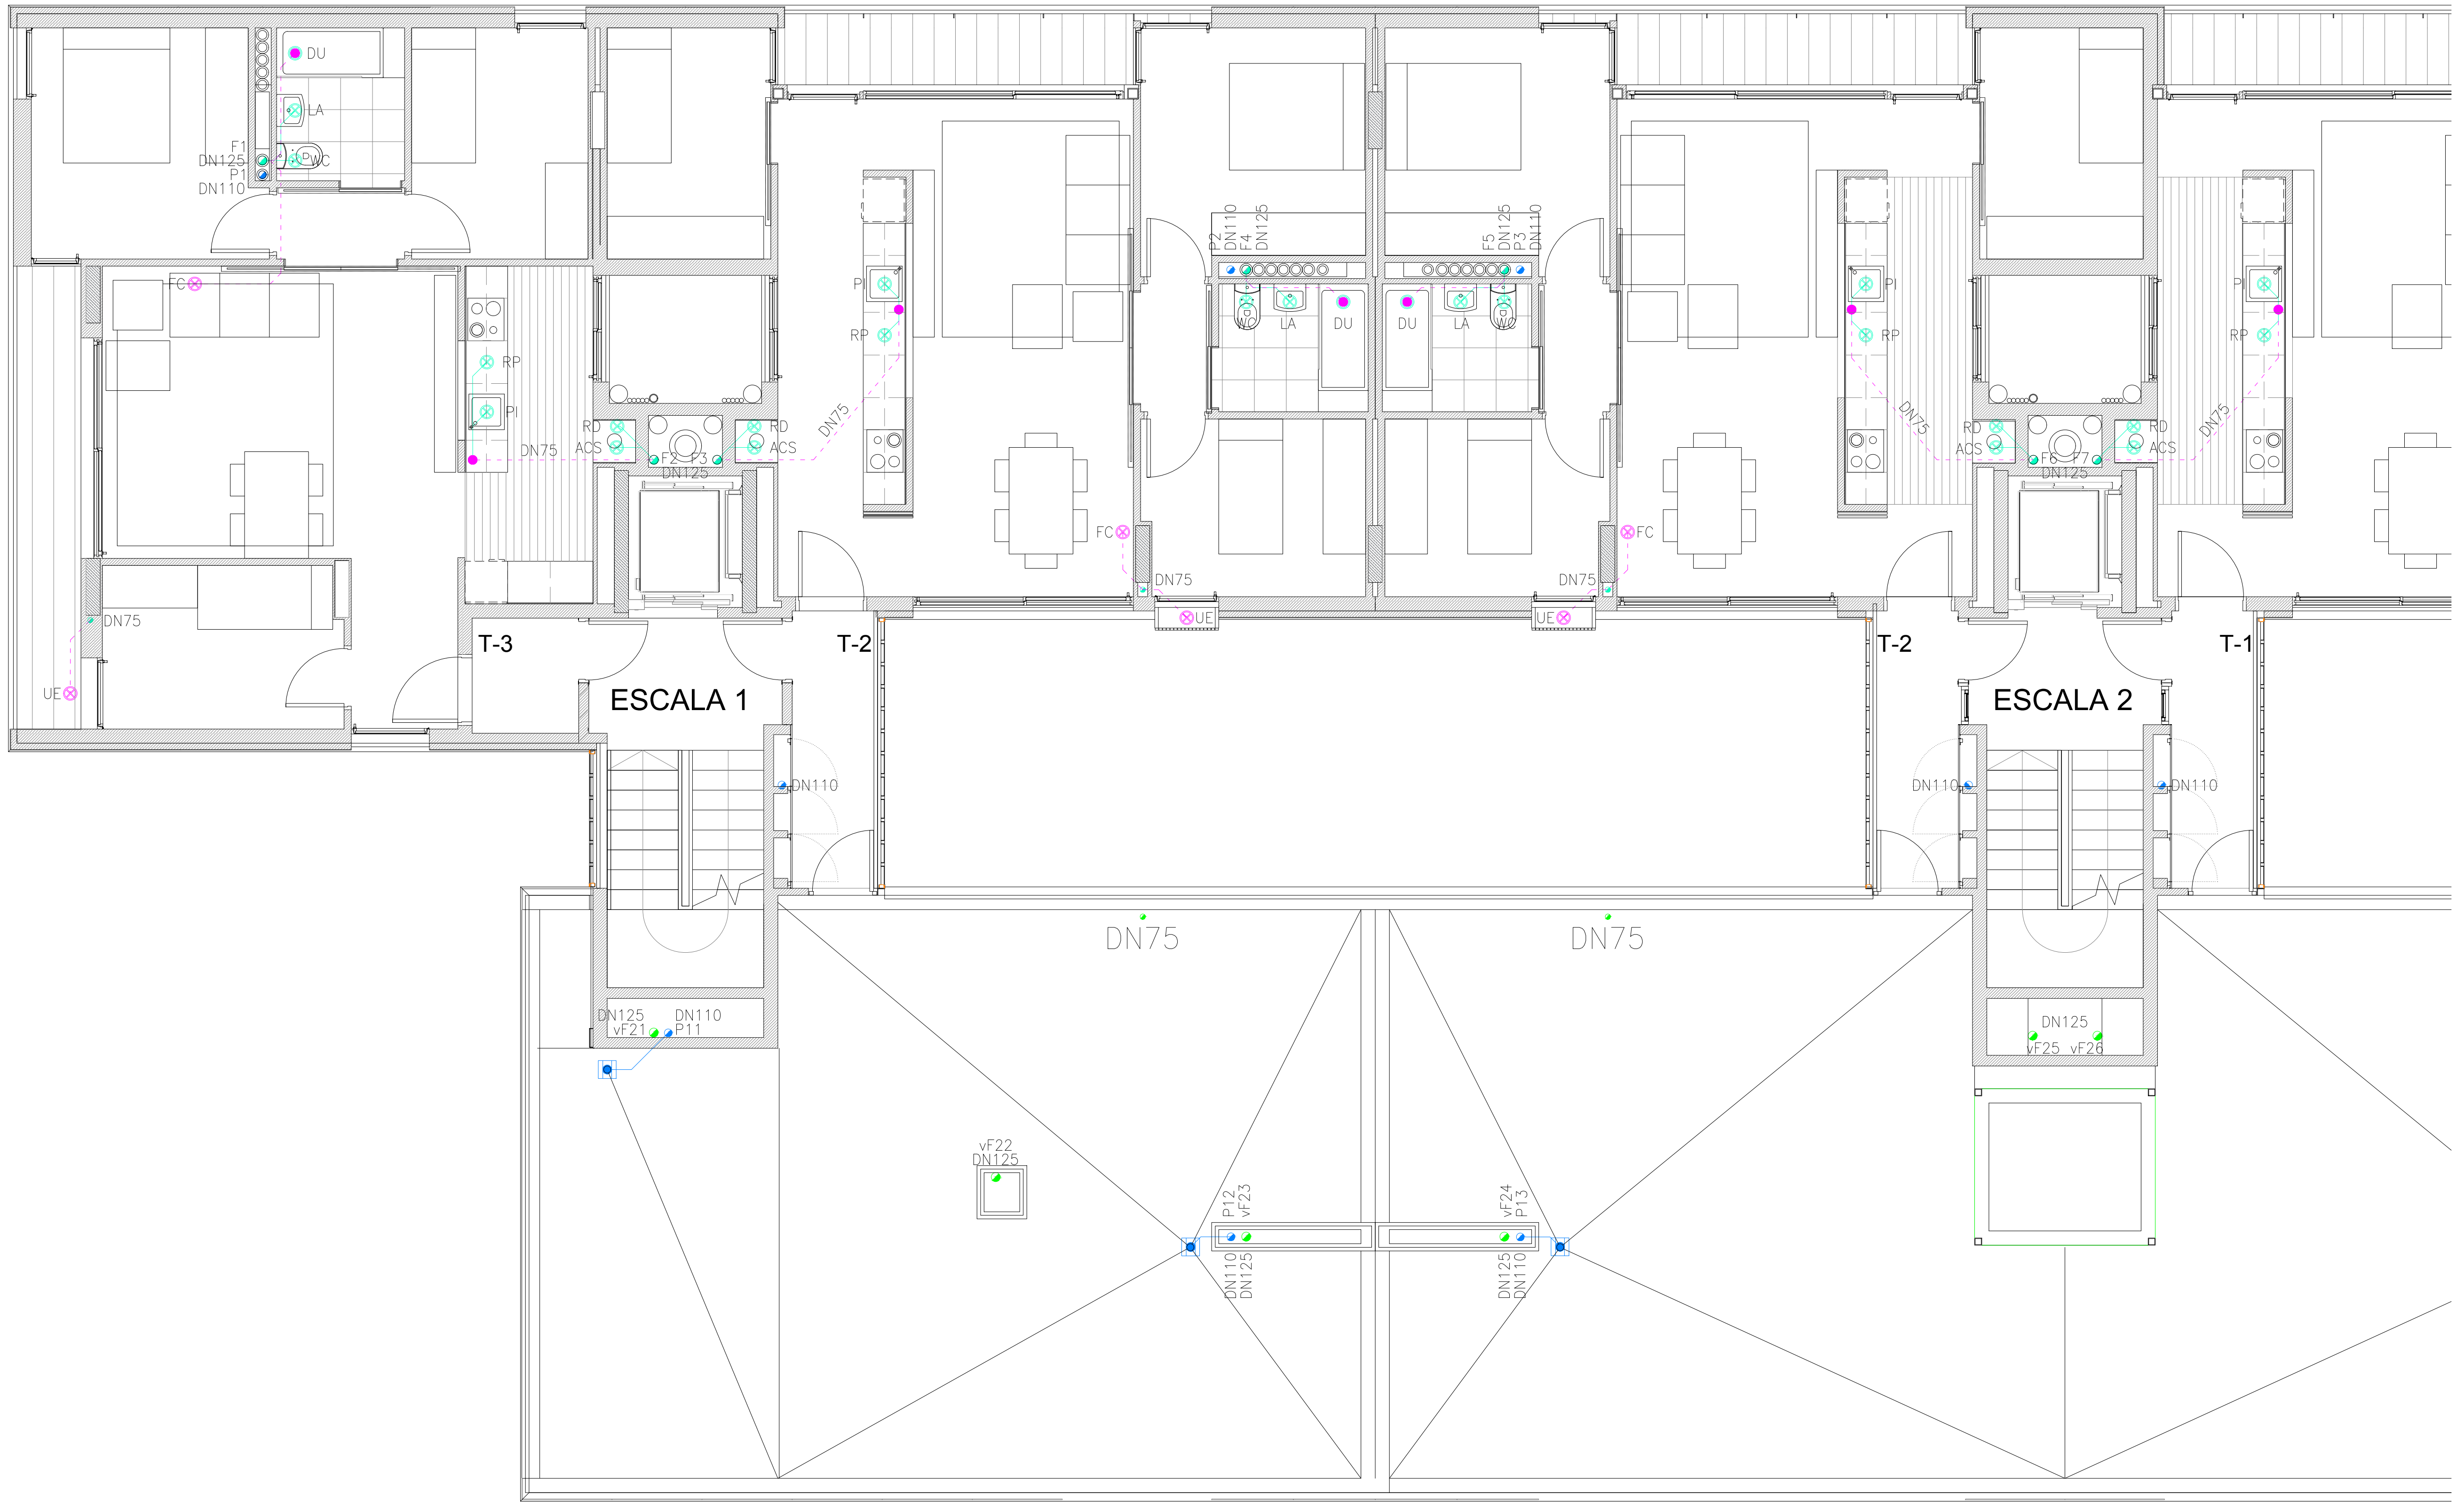 DU
LA
F1
DN125
WC
P1
DN110
P2
DN110
F4
DN125
F5
DN125
P3
DN110
FC
PI
PI
PI
WC
LA
DU
DU
LA
WC
RP
RP
RP
RP
PI
DN75
RD
RD
DN75
ACS
ACS
F2
F3
DN125
DN75
RD
RD
DN75
ACS
ACS
F6
F7
DN125
FC
FC
DN75
DN75
DN75
UE
UE
T-3
T-2
T-2
T-1
UE
ESCALA 1
ESCALA 2
DN110
DN110
DN110
DN75
DN75
DN125
DN110
vF21
P11
DN125
vF25
vF26
vF22
DN125
P12
vF23
vF24
P13
DN110
DN125
DN125
DN110